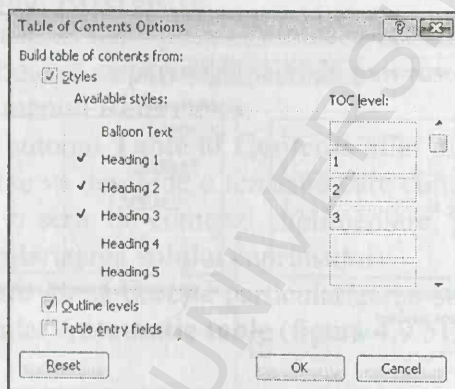 Table of Contents Options
Build table of contents from:
Styles
Available styles: TOC level:
Balloon Text
Heading 1 1
Heading 2 2
Heading 3 3
Heading 4
Heading 5
Outline levels
Table entry fields
Reset OK Cancel
UNIVERS